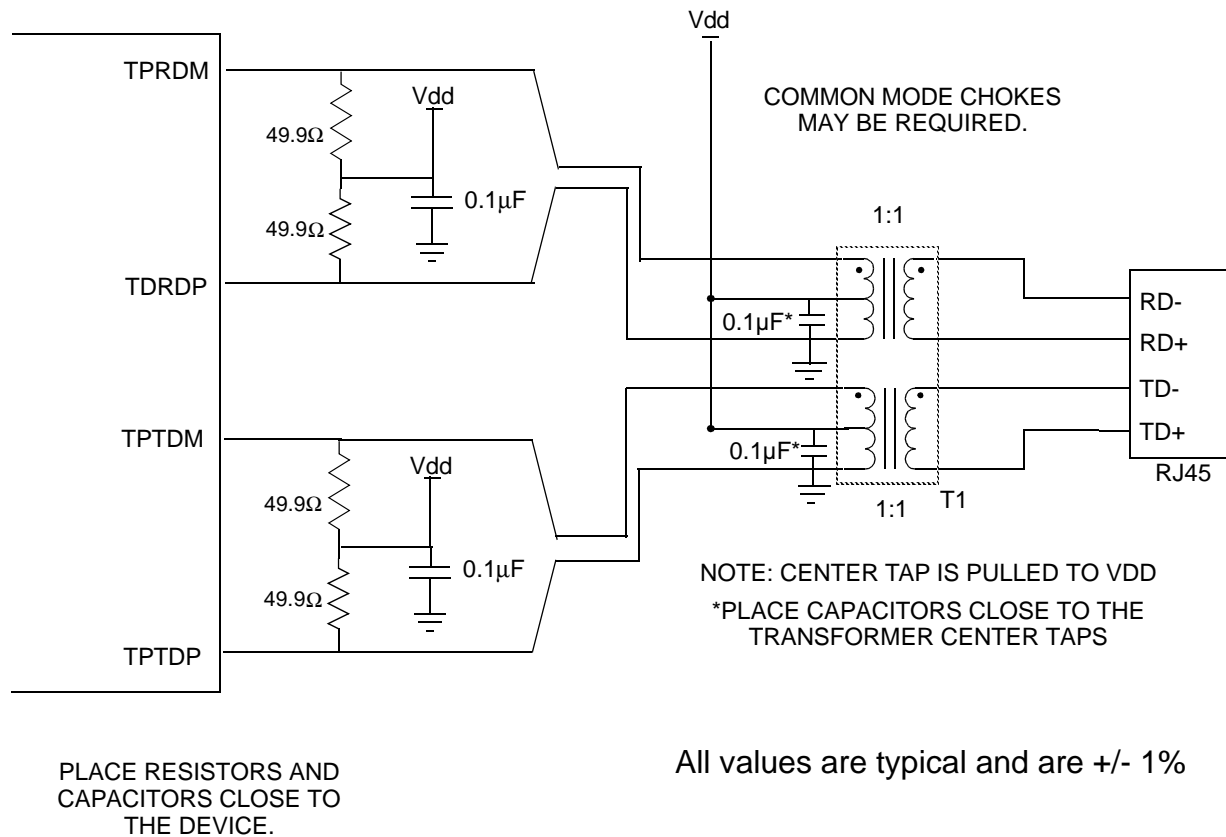 Vdd
TPRDM
Vdd
COMMON MODE CHOKES
MAY BE REQUIRED.
49.9Ω
0.1µF
49.9Ω
1:1
TDRDP
RD-
0.1µF*
RD+
TD-
TPTDM
TD+
0.1µF*
Vdd
RJ45
49.9Ω
1:1
T1
0.1µF
NOTE: CENTER TAP IS PULLED TO VDD
49.9Ω
*PLACE CAPACITORS CLOSE TO THE
TRANSFORMER CENTER TAPS
TPTDP
PLACE RESISTORS AND
CAPACITORS CLOSE TO
THE DEVICE.
All values are typical and are +/- 1%